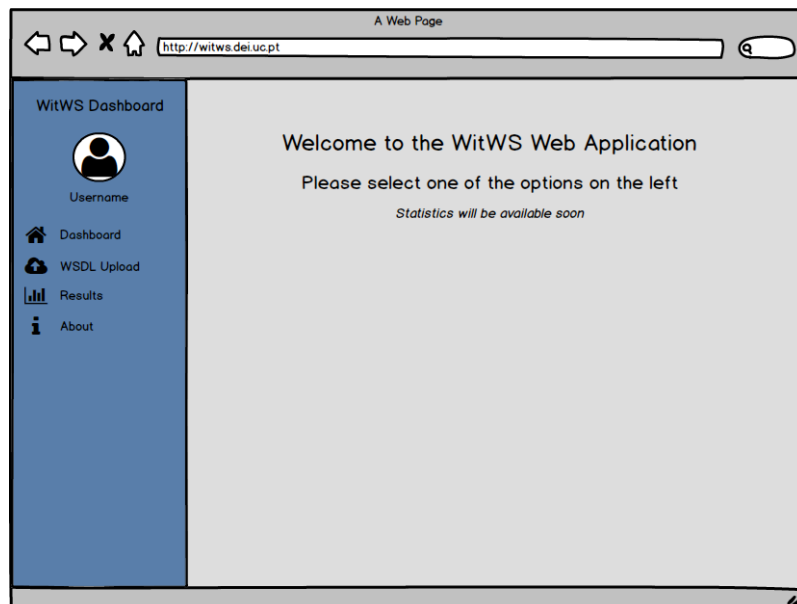 A Web Page
http://witws.dei.uc.pt
WitWS Dashboard
Username
Dashboard
WSDL Upload
Results
About
Welcome to the WitWS Web Application
Please select one of the options on the left
Statistics will be available soon